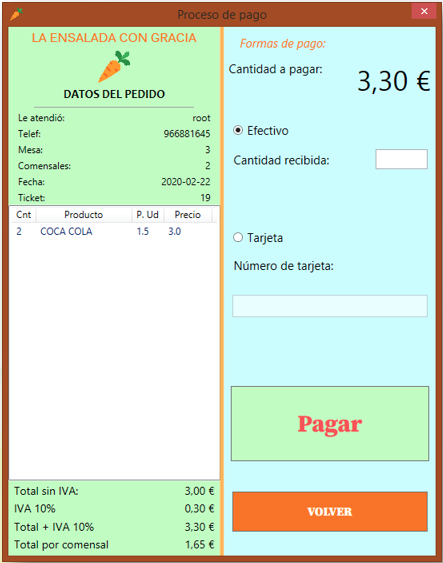 Proceso de pago
LA ENSALADA CON GRACIA
DATOS DEL PEDIDO
Le atendió: root
Telef: 966881645
Mesa: 3
Comensales: 2
Fecha: 2020-02-22
Ticket: 19
Cnt Producto P. Ud Precio
2 COCA COLA 1.5 3.0
Total sin IVA: 3,00 €
IVA 10% 0,30 €
Total + IVA 10% 3,30 €
Total por comensal 1,65 €
Formas de pago:
Cantidad a pagar:
3,30 €
Efectivo
Cantidad recibida:
Tarjeta
Número de tarjeta:
Pagar
VOLVER